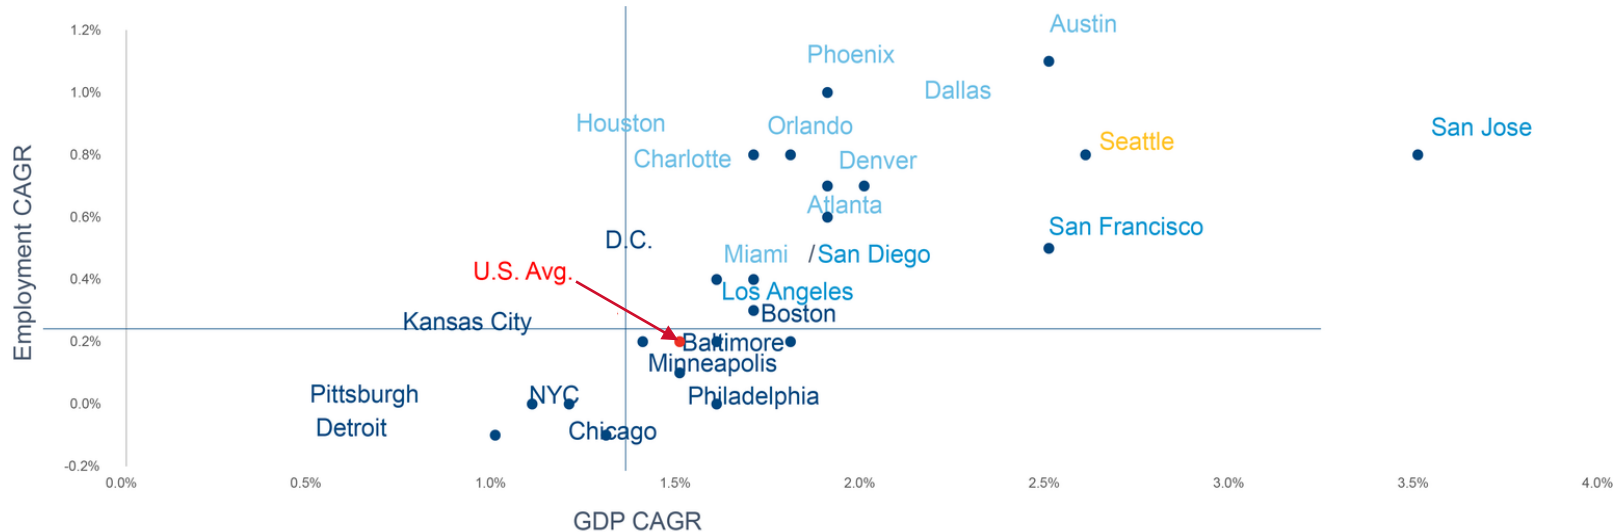 Austin
1.2%
Phoenix
Dallas
1.0%
Houston
Orlando
San Jose
Seattle
0.8%
Charlotte
Denver
Atlanta
0.6%
San Francisco
D.C.
Miami /San Diego
U.S. Avg.
0.4%
Los Angeles
Boston
Kansas City
0.2%
Baltimore
Minneapolis
Pittsburgh
NYC
Philadelphia
0.0%
Detroit
Chicago
-0.2%
Employment CAGR
0.0% 0.5% 1.0% 1.5% 2.0% 2.5% 3.0% 3.5% 4.0%
GDP CAGR